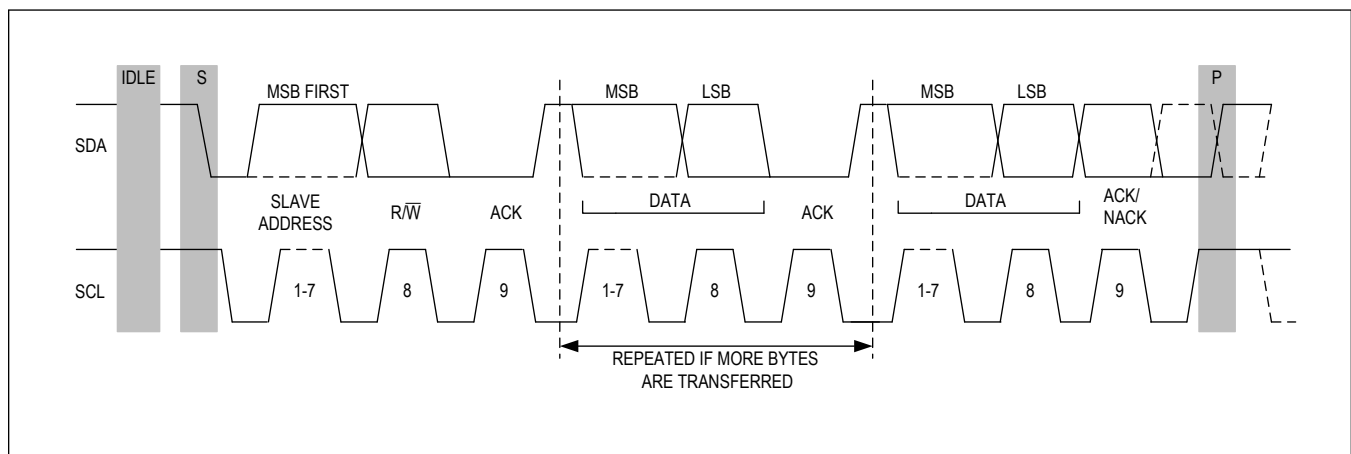 IDLE
S
MSB FIRST
MSB
LSB
MSB
LSB
P
SDA
SLAVE
ADDRESS
R/W̅
ACK
DATA
ACK
DATA
ACK/
NACK
SCL
1-7
8
9
1-7
8
9
1-7
8
9
REPEATED IF MORE BYTES
ARE TRANSFERRED